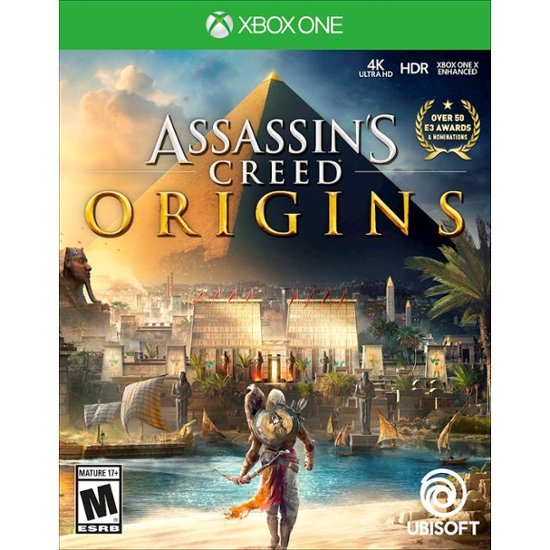 XBOX ONE
4K
ULTRA HD
HDR
XBOX ONE X
ENHANCED
OVER 50
E3 AWARDS
& NOMINATIONS
ASSASSIN'S
CREED
ORIGINS
MATURE 17+
M
ESRB
UBISOFT